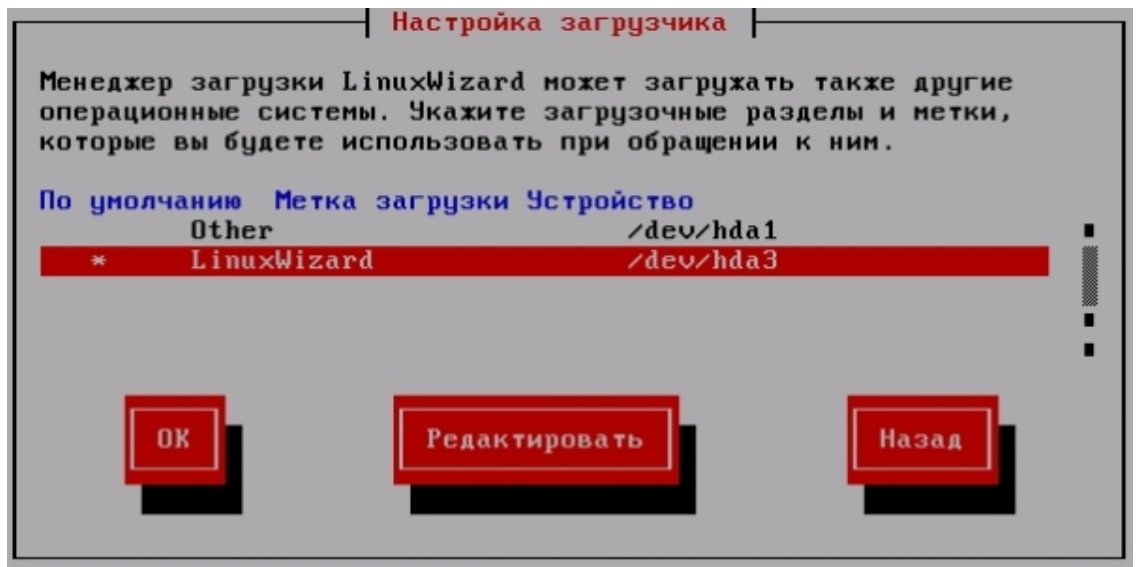 Настройка загрузчика
Менеджер загрузки LinuxWizard может загружать также другие
операционные системы. Укажите загрузочные разделы и метки,
которые вы будете использовать при обращении к ним.
По умолчанию Метка загрузки Устройство
Other /dev/hda1
* LinuxWizard /dev/hda3
ОК Редактировать Назад